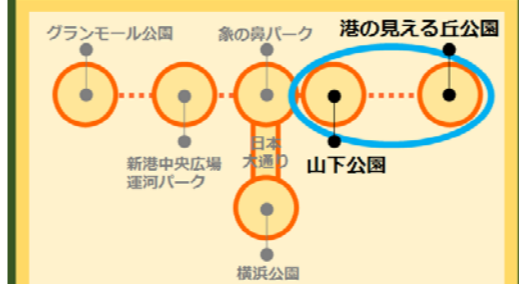 グランモール公園
象の鼻パーク
港の見える丘公園
新港中央広場
運河パーク
日本
大通り
山下公園
横浜公園